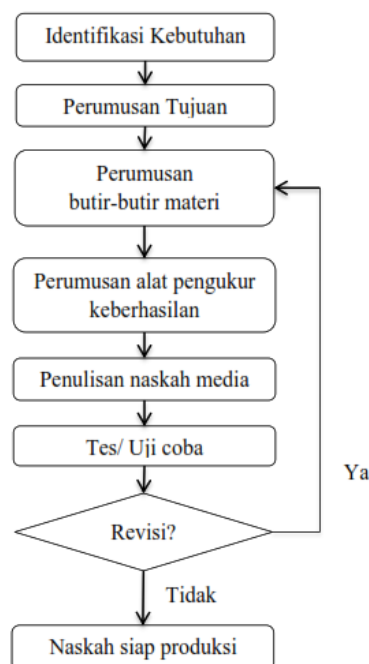 Identifikasi Kebutuhan
Perumusan Tujuan
Perumusan
butir-butir materi
Perumusan alat pengukur
keberhasilan
Penulisan naskah media
Tes/ Uji coba
Ya
Revisi?
Tidak
Naskah siap produksi